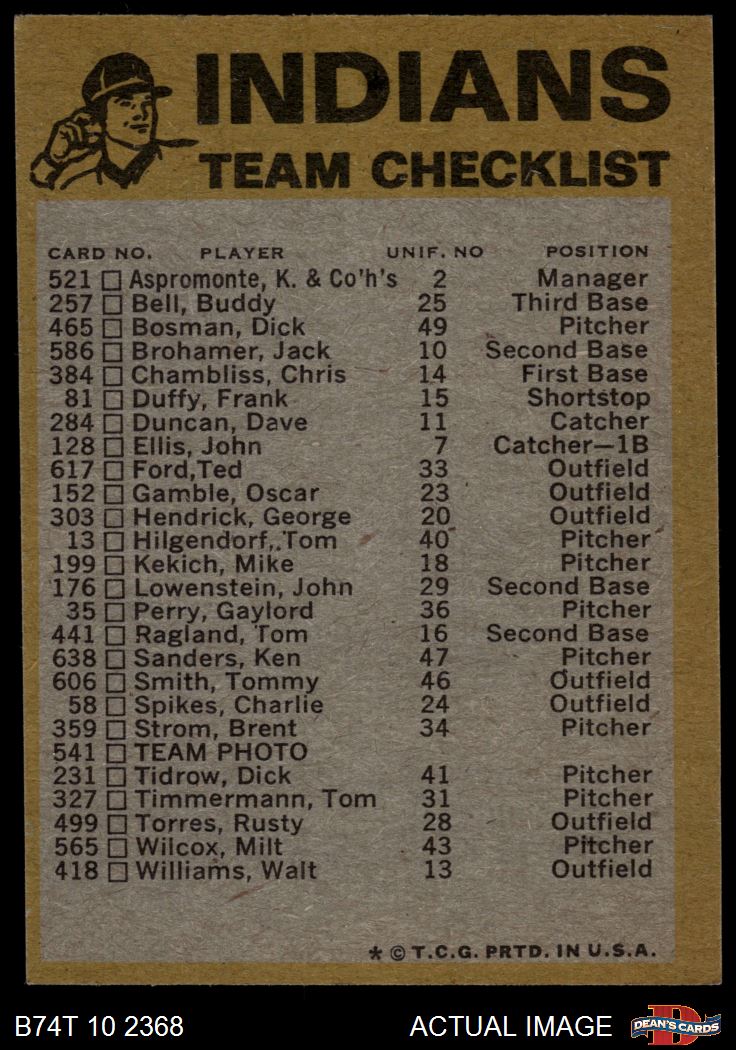 INDIANS
TEAM CHECKLIST
CARD NO. PLAYER UNIF. NO POSITION
521 Aspromonte, K. & Co'h's 2 Manager
257 Bell, Buddy 25 Third Base
465 Bosman, Dick 49 Pitcher
586 Brohamer, Jack 10 Second Base
384 Chambliss, Chris 14 First Base
81 Duffy, Frank 15 Shortstop
284 Duncan, Dave 11 Catcher
128 Ellis, John 7 Catcher—1B
617 Ford,Ted 33 Outfield
152 Gamble, Oscar 23 Outfield
303 Hendrick, George 20 Outfield
13 Hilgendorf, Tom 40 Pitcher
199 Kekich, Mike 18 Pitcher
176 Lowenstein, John 29 Second Base
35 Perry, Gaylord 36 Pitcher
441 Ragland, Tom 16 Second Base
638 Sanders, Ken 47 Pitcher
606 Smith, Tommy 46 Outfield
58 Spikes, Charlie 24 Outfield
359 Strom, Brent 34 Pitcher
541 TEAM PHOTO
231 Tidrow, Dick 41 Pitcher
327 Timmermann, Tom 31 Pitcher
499 Torres, Rusty 28 Outfield
565 Wilcox, Milt 43 Pitcher
418 Williams, Walt 13 Outfield
* © T.C.G. PRTD. IN U.S.A.
B74T 10 2368 ACTUAL IMAGE D DEAN'S CARDS